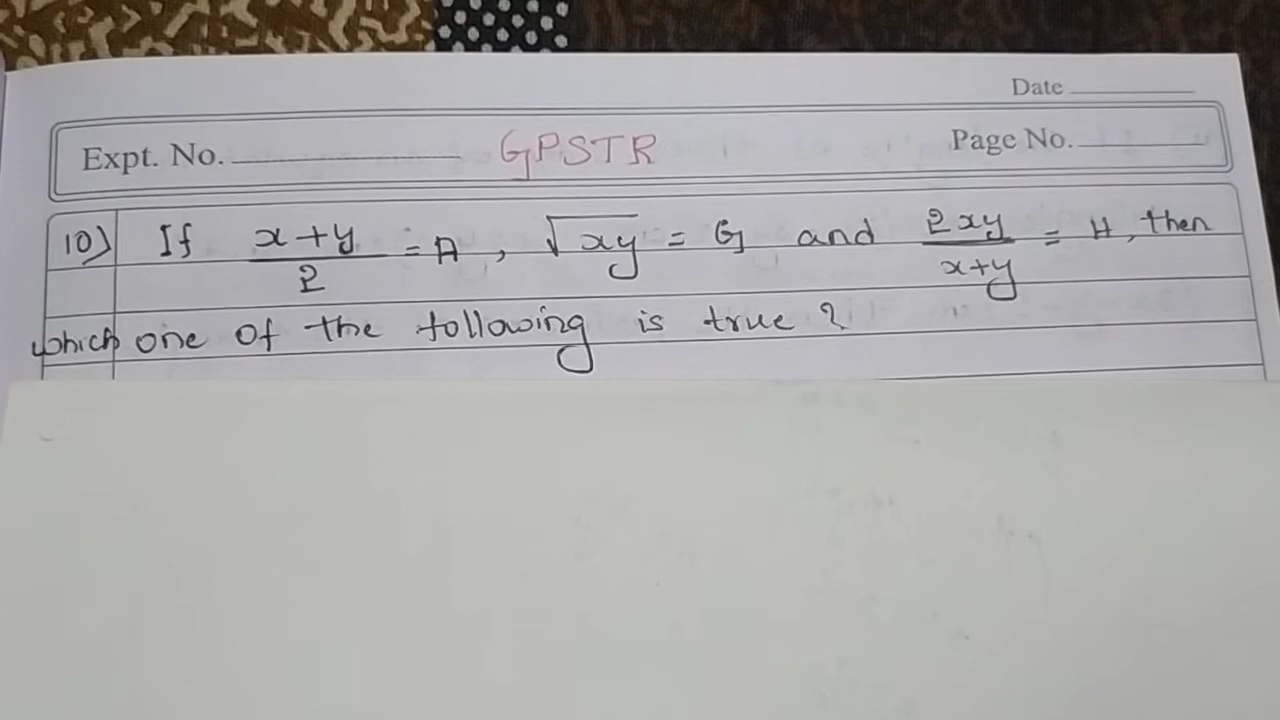 Date
Expt. No. GPSTR Page No.
10) If x+y/2 = A, √xy = G and 2xy/x+y = H, then
which one of the following is true?